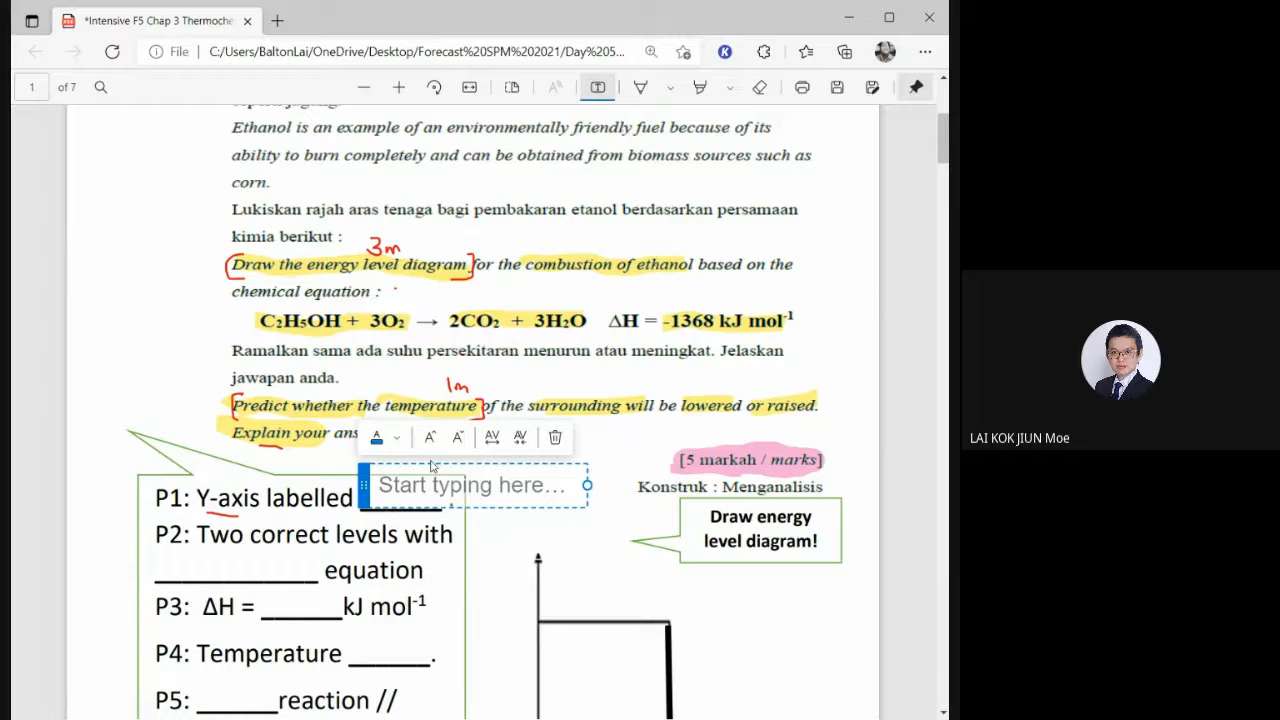 *Intensive F5 Chap 3 Thermoche
File
C:/Users/BaltonLai/OneDrive/Desktop/Forecast%20SPM%202021/Day%205...
1 of 7
Ethanol is an example of an environmentally friendly fuel because of its
ability to burn completely and can be obtained from biomass sources such as
corn.
Lukiskan rajah aras tenaga bagi pembakaran etanol berdasarkan persamaan
kimia berikut :
3m
Draw the energy level diagram for the combustion of ethanol based on the
chemical equation :
C₂H₅OH + 3O₂ → 2CO₂ + 3H₂O ΔH = -1368 kJ mol⁻¹
Ramalkan sama ada suhu persekitaran menurun atau meningkat. Jelaskan
jawapan anda.
1m
Predict whether the temperature of the surrounding will be lowered or raised.
Explain your ans
[5 markah / marks]
Konstruk : Menganalisis
Start typing here...
P1: Y-axis labelled ______.
P2: Two correct levels with
____________ equation
P3: ΔH = ______kJ mol⁻¹
P4: Temperature ______.
P5: ______reaction //
Draw energy
level diagram!
LAI KOK JIUN Moe